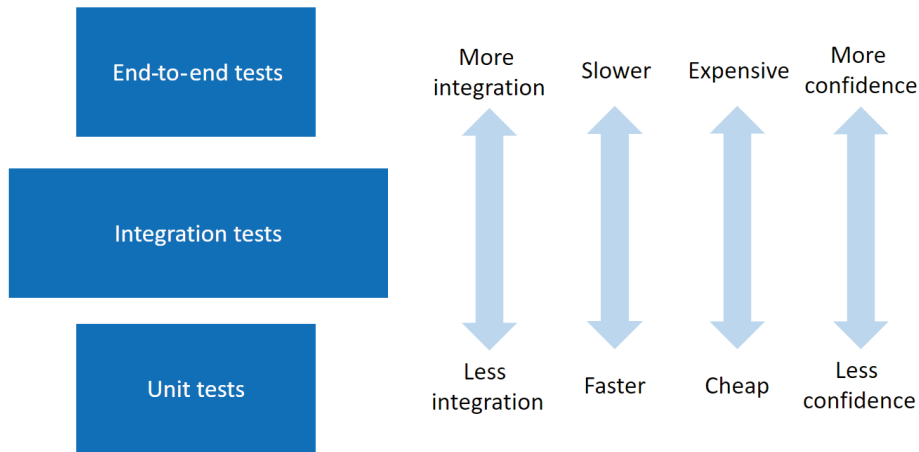 End-to-end tests
Integration tests
Unit tests
More
integration
Slower
Expensive
More
confidence
Less
integration
Faster
Cheap
Less
confidence